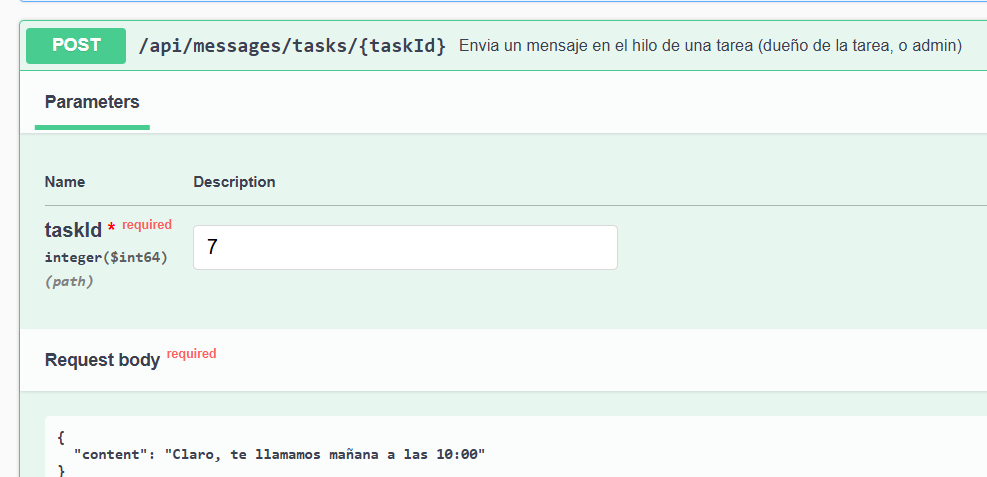 POST /api/messages/tasks/{taskId} Envia un mensaje en el hilo de una tarea (dueño de la tarea, o admin)
Parameters
Name Description
taskId * required
integer($int64)
(path)
7
Request body required
{
"content": "Claro, te llamamos mañana a las 10:00"
}